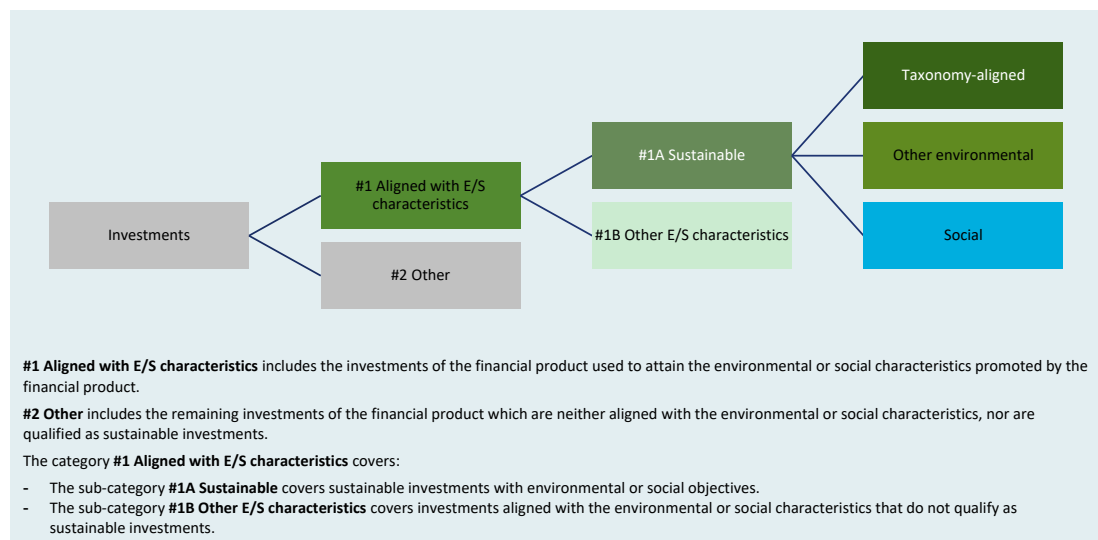 Taxonomy-aligned
#1A Sustainable
Other environmental
#1 Aligned with E/S
characteristics
Investments
#1B Other E/S characteristics
Social
#2 Other
#1 Aligned with E/S characteristics includes the investments of the financial product used to attain the environmental or social characteristics promoted by the
financial product.
#2 Other includes the remaining investments of the financial product which are neither aligned with the environmental or social characteristics, nor are
qualified as sustainable investments.
The category #1 Aligned with E/S characteristics covers:
- The sub-category #1A Sustainable covers sustainable investments with environmental or social objectives.
- The sub-category #1B Other E/S characteristics covers investments aligned with the environmental or social characteristics that do not qualify as
sustainable investments.